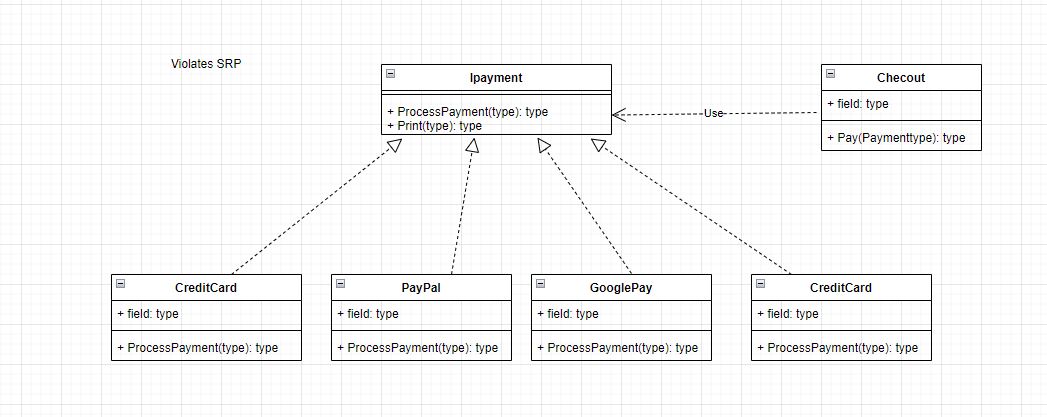 Violates SRP
Ipayment
+ ProcessPayment(type): type
+ Print(type): type
Use
Checout
+ field: type
+ Pay(Paymenttype): type
CreditCard
+ field: type
+ ProcessPayment(type): type
PayPal
+ field: type
+ ProcessPayment(type): type
GooglePay
+ field: type
+ ProcessPayment(type): type
CreditCard
+ field: type
+ ProcessPayment(type): type